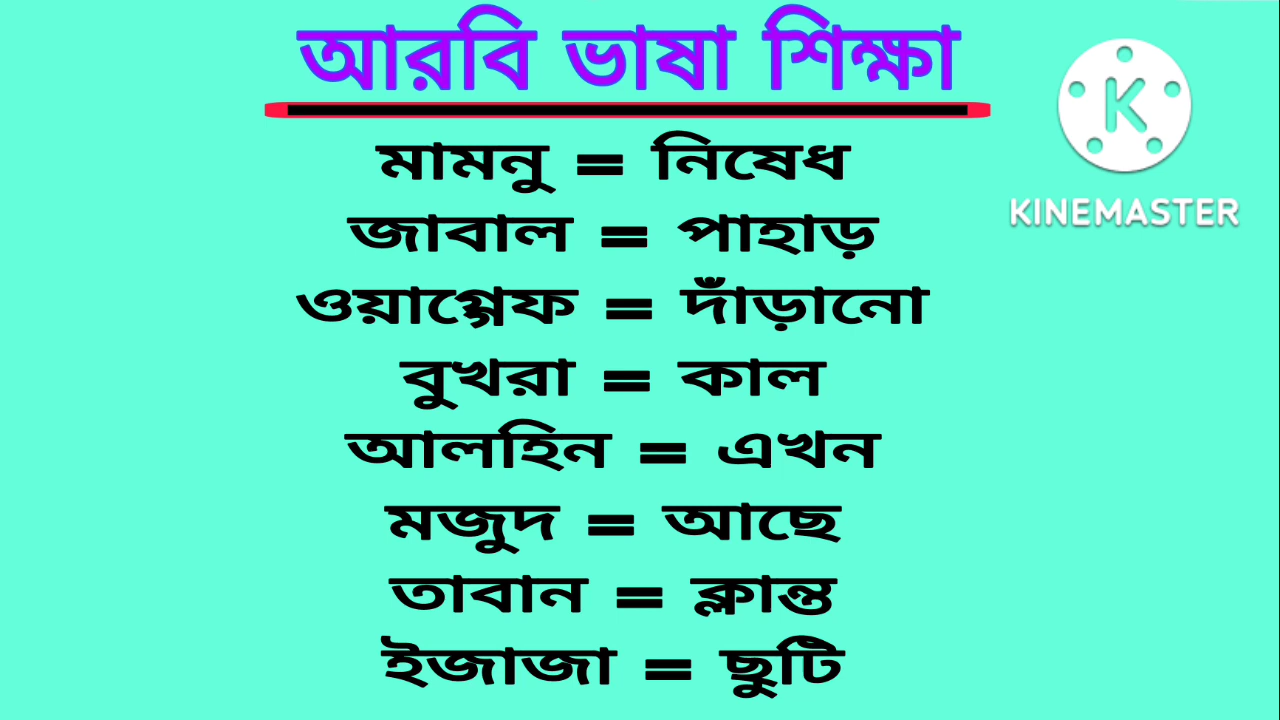 আরবি ভাষা শিক্ষা
মামনু = নিষেধ
জাবাল = পাহাড়
ওয়াগ্গেফ = দাঁড়ানো
বুখরা = কাল
আলহিন = এখন
মজুদ = আছে
তাবান = ক্লান্ত
ইজাজা = ছুটি
K
KINEMASTER